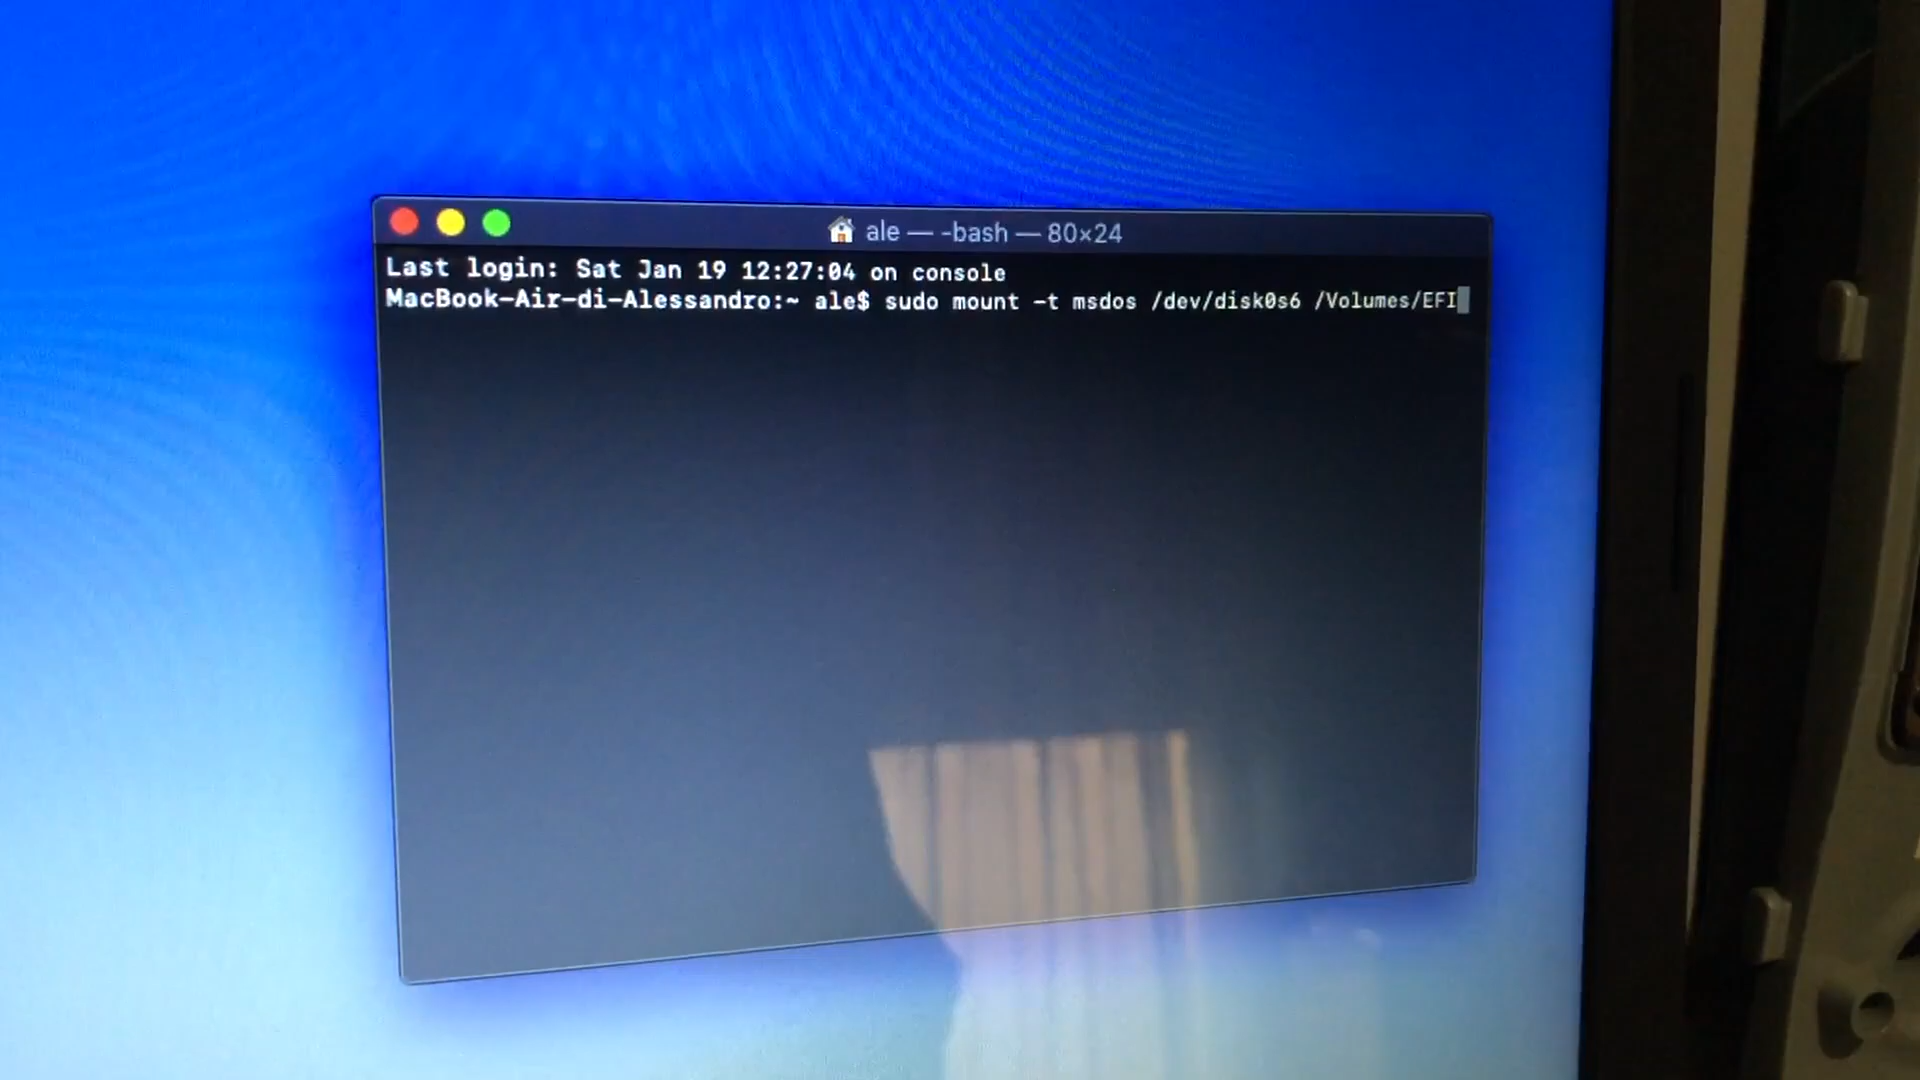 ale — -bash — 80×24
Last login: Sat Jan 19 12:27:04 on console
MacBook-Air-di-Alessandro:~ ale$ sudo mount -t msdos /dev/disk0s6 /Volumes/EFI